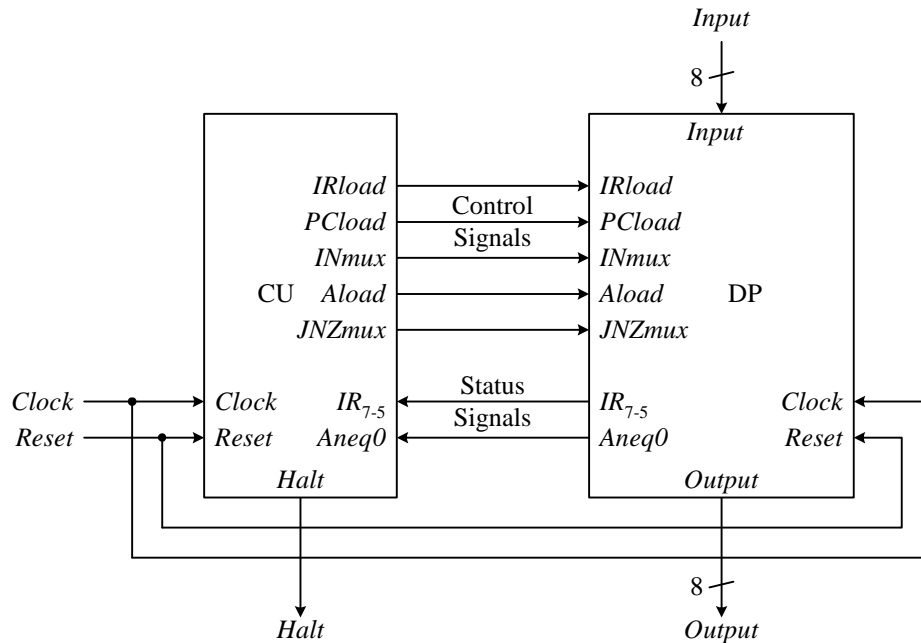 Input
8
Input
IRload
IRload
PCload
Control
PCload
INmux
Signals
INmux
CU
Aload
Aload
DP
JNZmux
JNZmux
Clock
Clock
IR7-5
Status
IR7-5
Clock
Reset
Reset
Aneq0
Signals
Aneq0
Reset
Halt
Output
8
Halt
Output